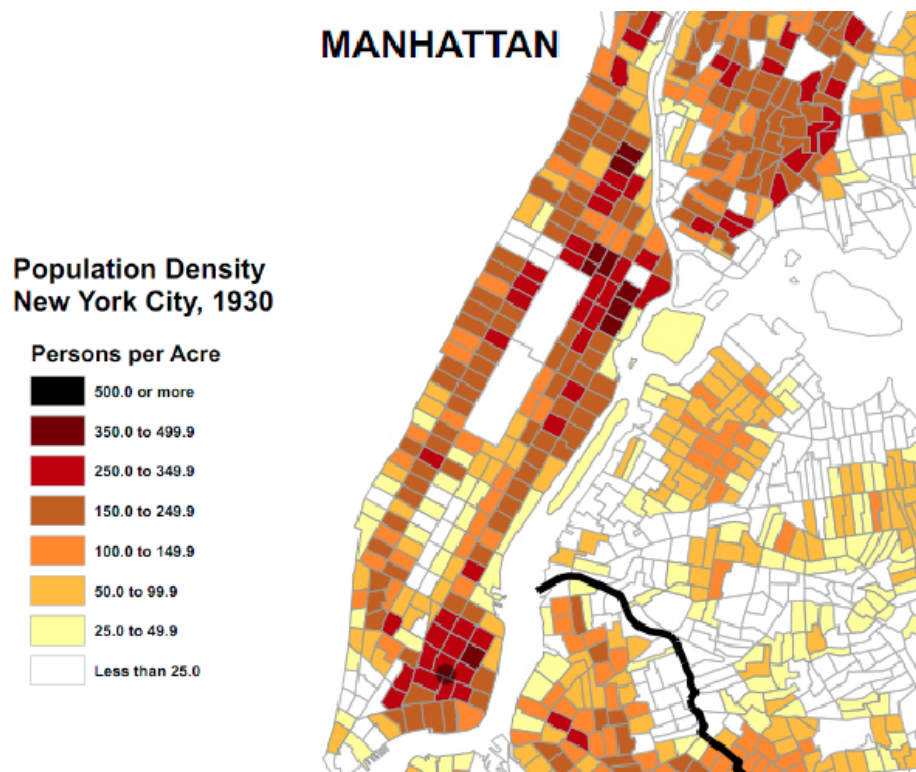 MANHATTAN
Population Density
New York City, 1930
Persons per Acre
500.0 or more
350.0 to 499.9
250.0 to 349.9
150.0 to 249.9
100.0 to 149.9
50.0 to 99.9
25.0 to 49.9
Less than 25.0